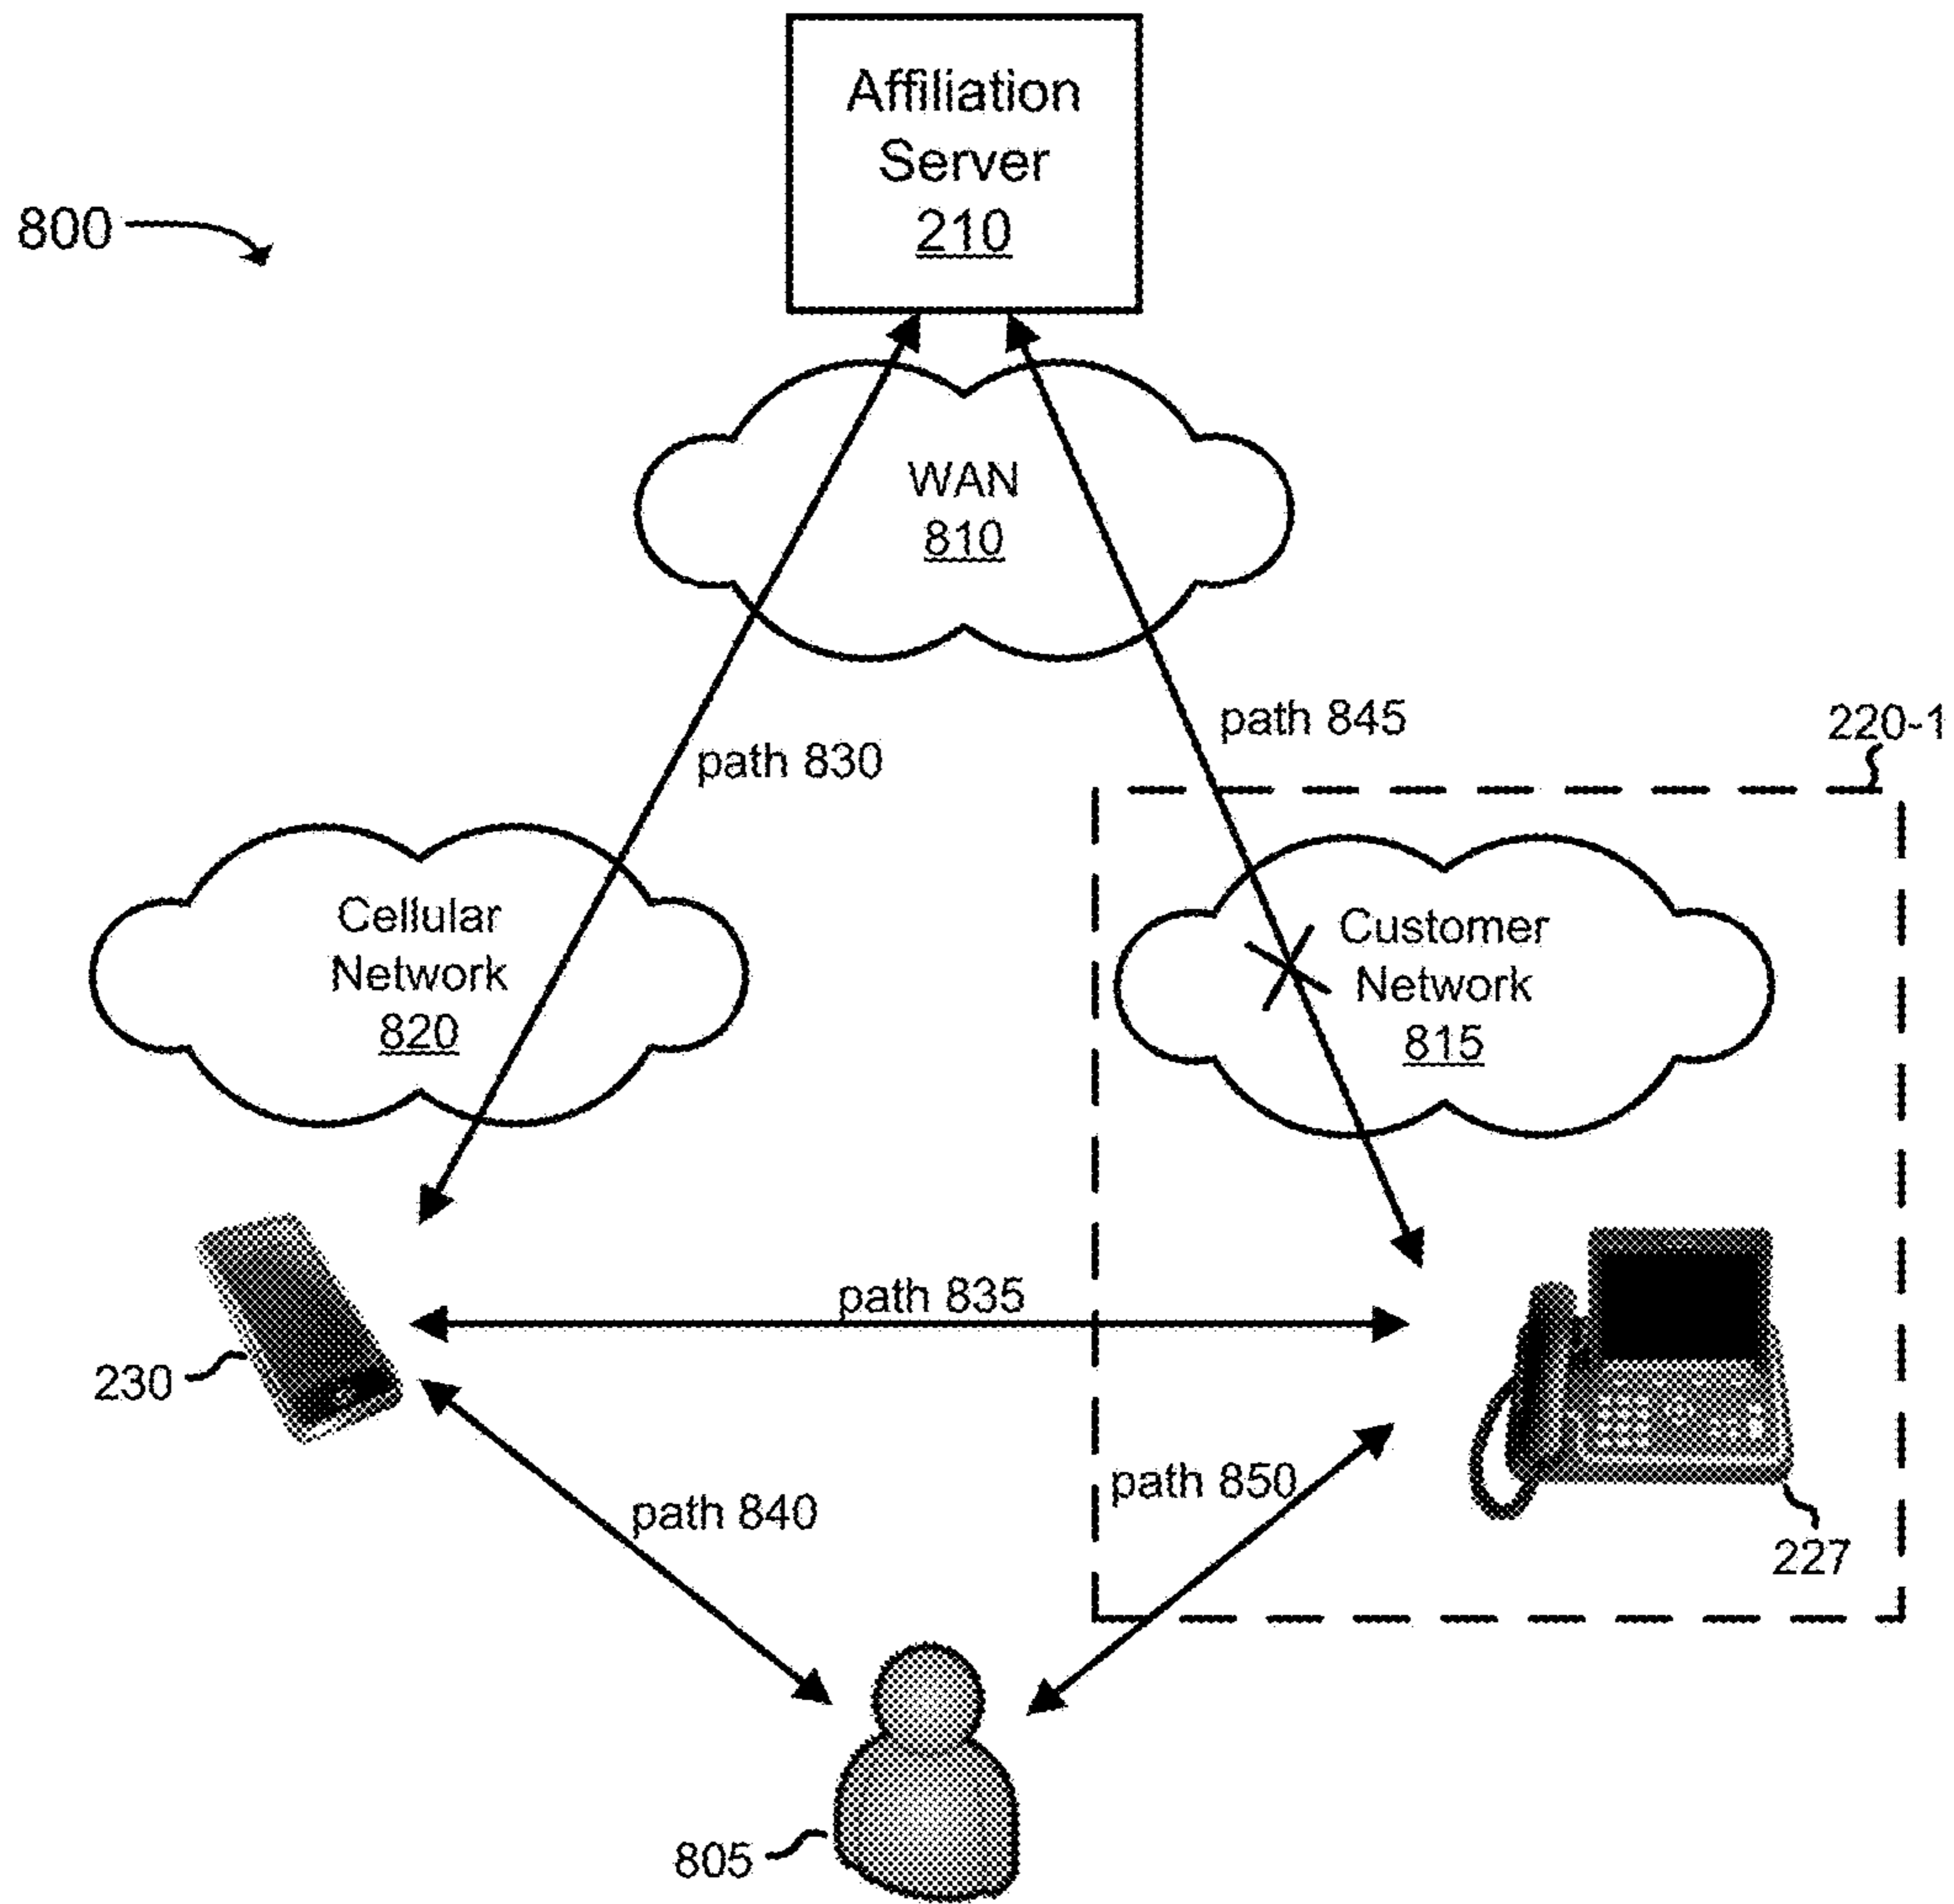 Affiliation
Server
210
800
WAN
810
path 845
220-1
path 830
Cellular
Network
820
Customer
Network
815
path 835
230
path 850
path 840
227
805